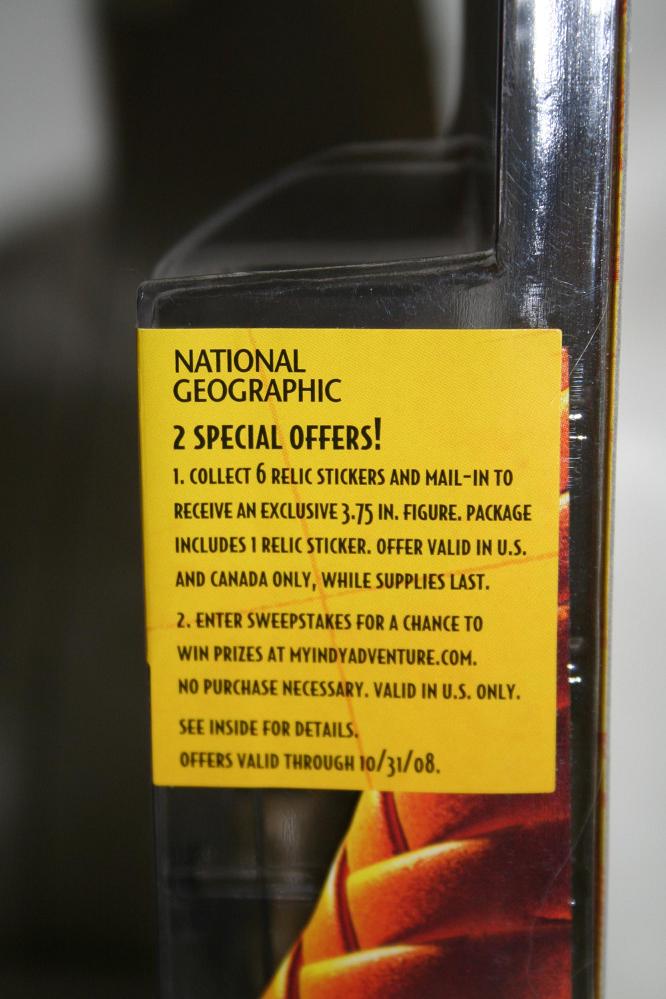 NATIONAL
GEOGRAPHIC
2 SPECIAL OFFERS!
1. COLLECT 6 RELIC STICKERS AND MAIL-IN TO
RECEIVE AN EXCLUSIVE 3.75 IN. FIGURE. PACKAGE
INCLUDES 1 RELIC STICKER. OFFER VALID IN U.S.
AND CANADA ONLY, WHILE SUPPLIES LAST.
2. ENTER SWEEPSTAKES FOR A CHANCE TO
WIN PRIZES AT MYINDYADVENTURE.COM.
NO PURCHASE NECESSARY. VALID IN U.S. ONLY.
SEE INSIDE FOR DETAILS.
OFFERS VALID THROUGH 10/31/08.